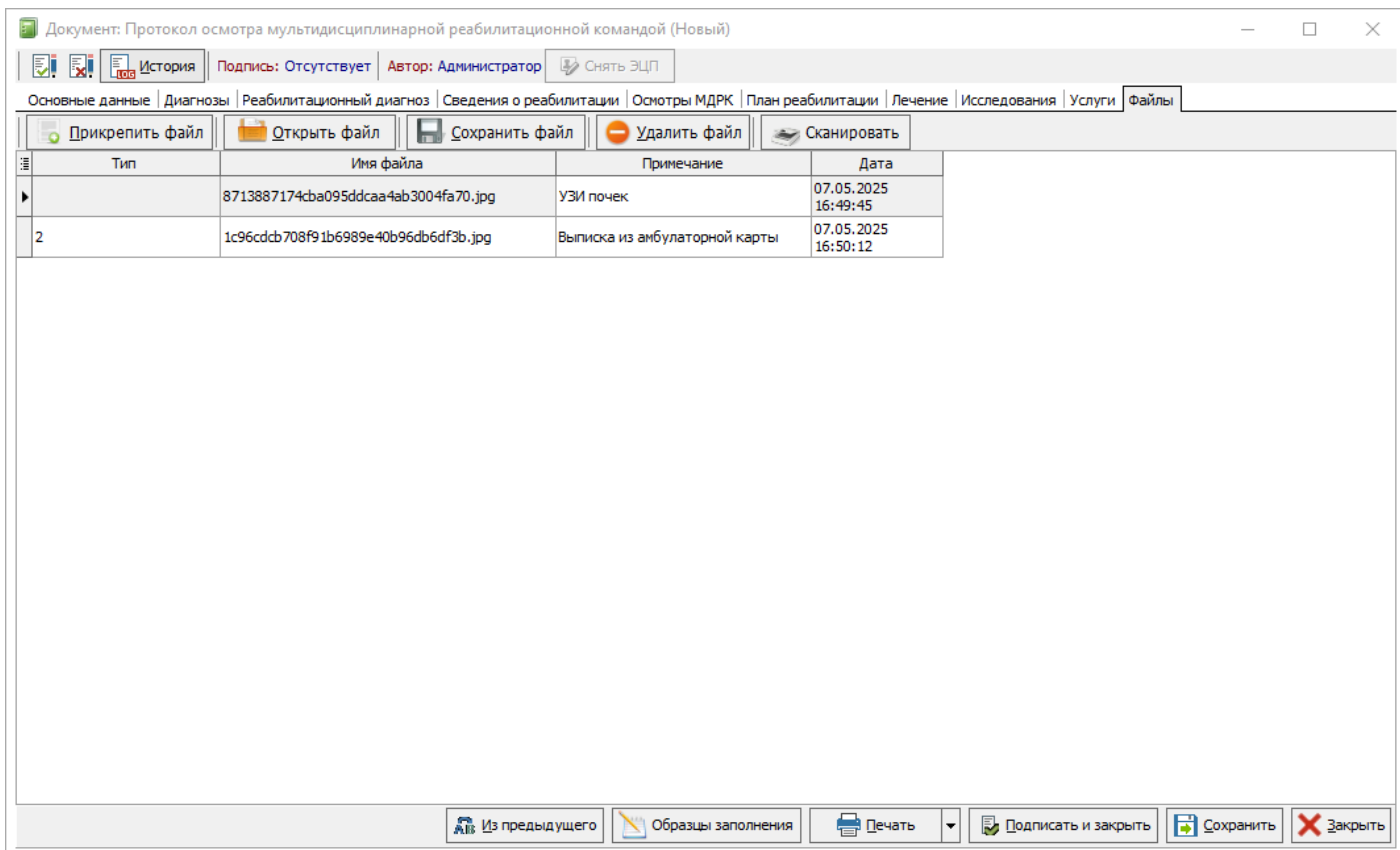 Документ: Протокол осмотра мультидисциплинарной реабилитационной командой (Новый)
LOG История Подпись: Отсутствует Автор: Администратор Снять ЭЦП
Основные данные Диагнозы Реабилитационный диагноз Сведения о реабилитации Осмотры МДРК План реабилитации Лечение Исследования Услуги Файлы
Прикрепить файл Открыть файл Сохранить файл Удалить файл Сканировать
Тип Имя файла Примечание Дата
8713887174cba095ddcaa4ab3004fa70.jpg УЗИ почек 07.05.2025
16:49:45
2 1c96cdcb708f91b6989e40b96db6df3b.jpg Выписка из амбулаторной карты 07.05.2025
16:50:12
Из предыдущего Образцы заполнения Печать Подписать и закрыть Сохранить Закрыть